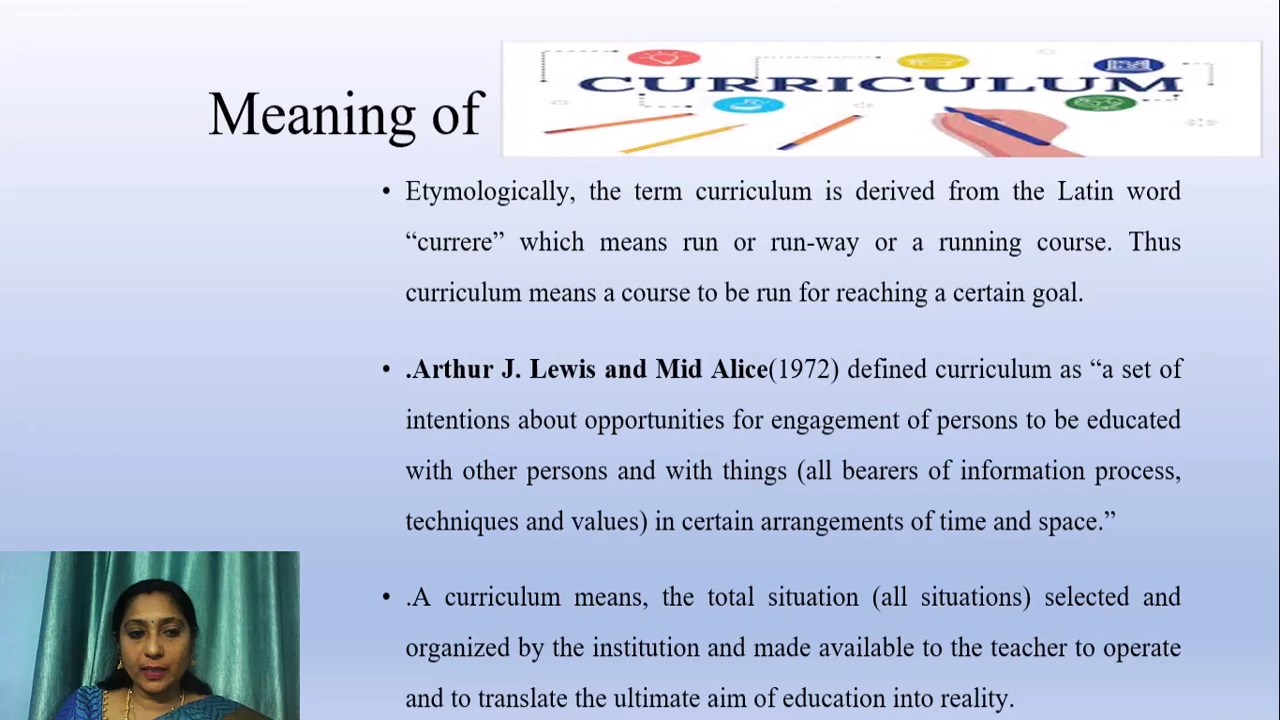 Meaning of
CURRICULUM
• Etymologically, the term curriculum is derived from the Latin word
“currere” which means run or run-way or a running course. Thus
curriculum means a course to be run for reaching a certain goal.
• .Arthur J. Lewis and Mid Alice(1972) defined curriculum as “a set of
intentions about opportunities for engagement of persons to be educated
with other persons and with things (all bearers of information process,
techniques and values) in certain arrangements of time and space.”
• .A curriculum means, the total situation (all situations) selected and
organized by the institution and made available to the teacher to operate
and to translate the ultimate aim of education into reality.